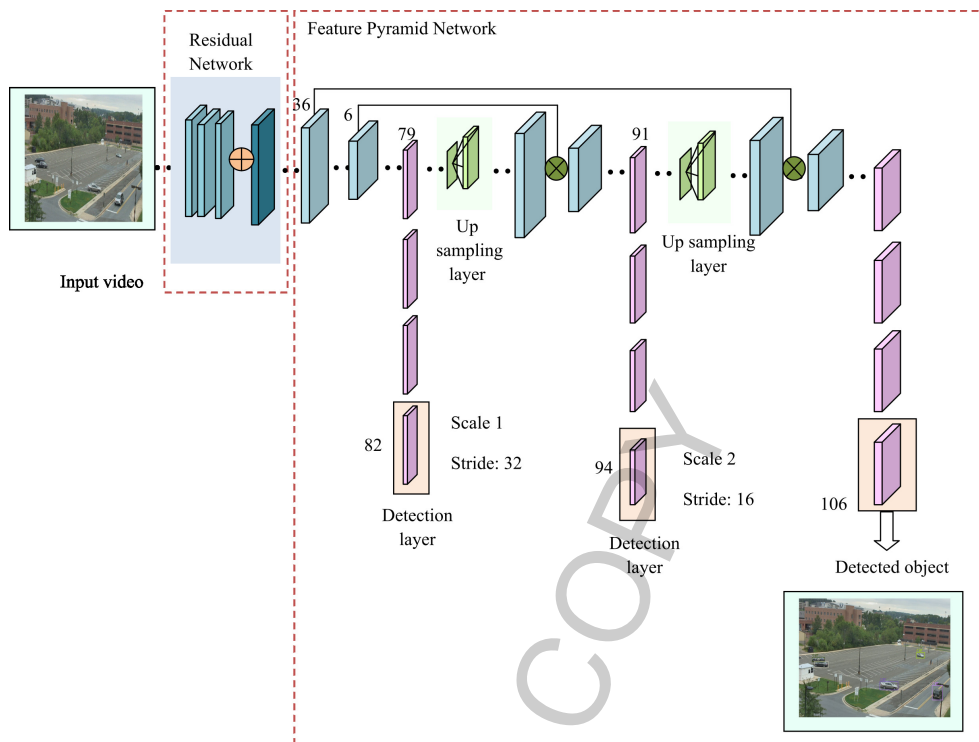 Residual
Network
Feature Pyramid Network
36
6
79
91
Up
sampling
layer
Up sampling
layer
Input video
82
Scale 1
Stride: 32
Detection
layer
94
Scale 2
Stride: 16
Detection
layer
106
Detected object
COPY